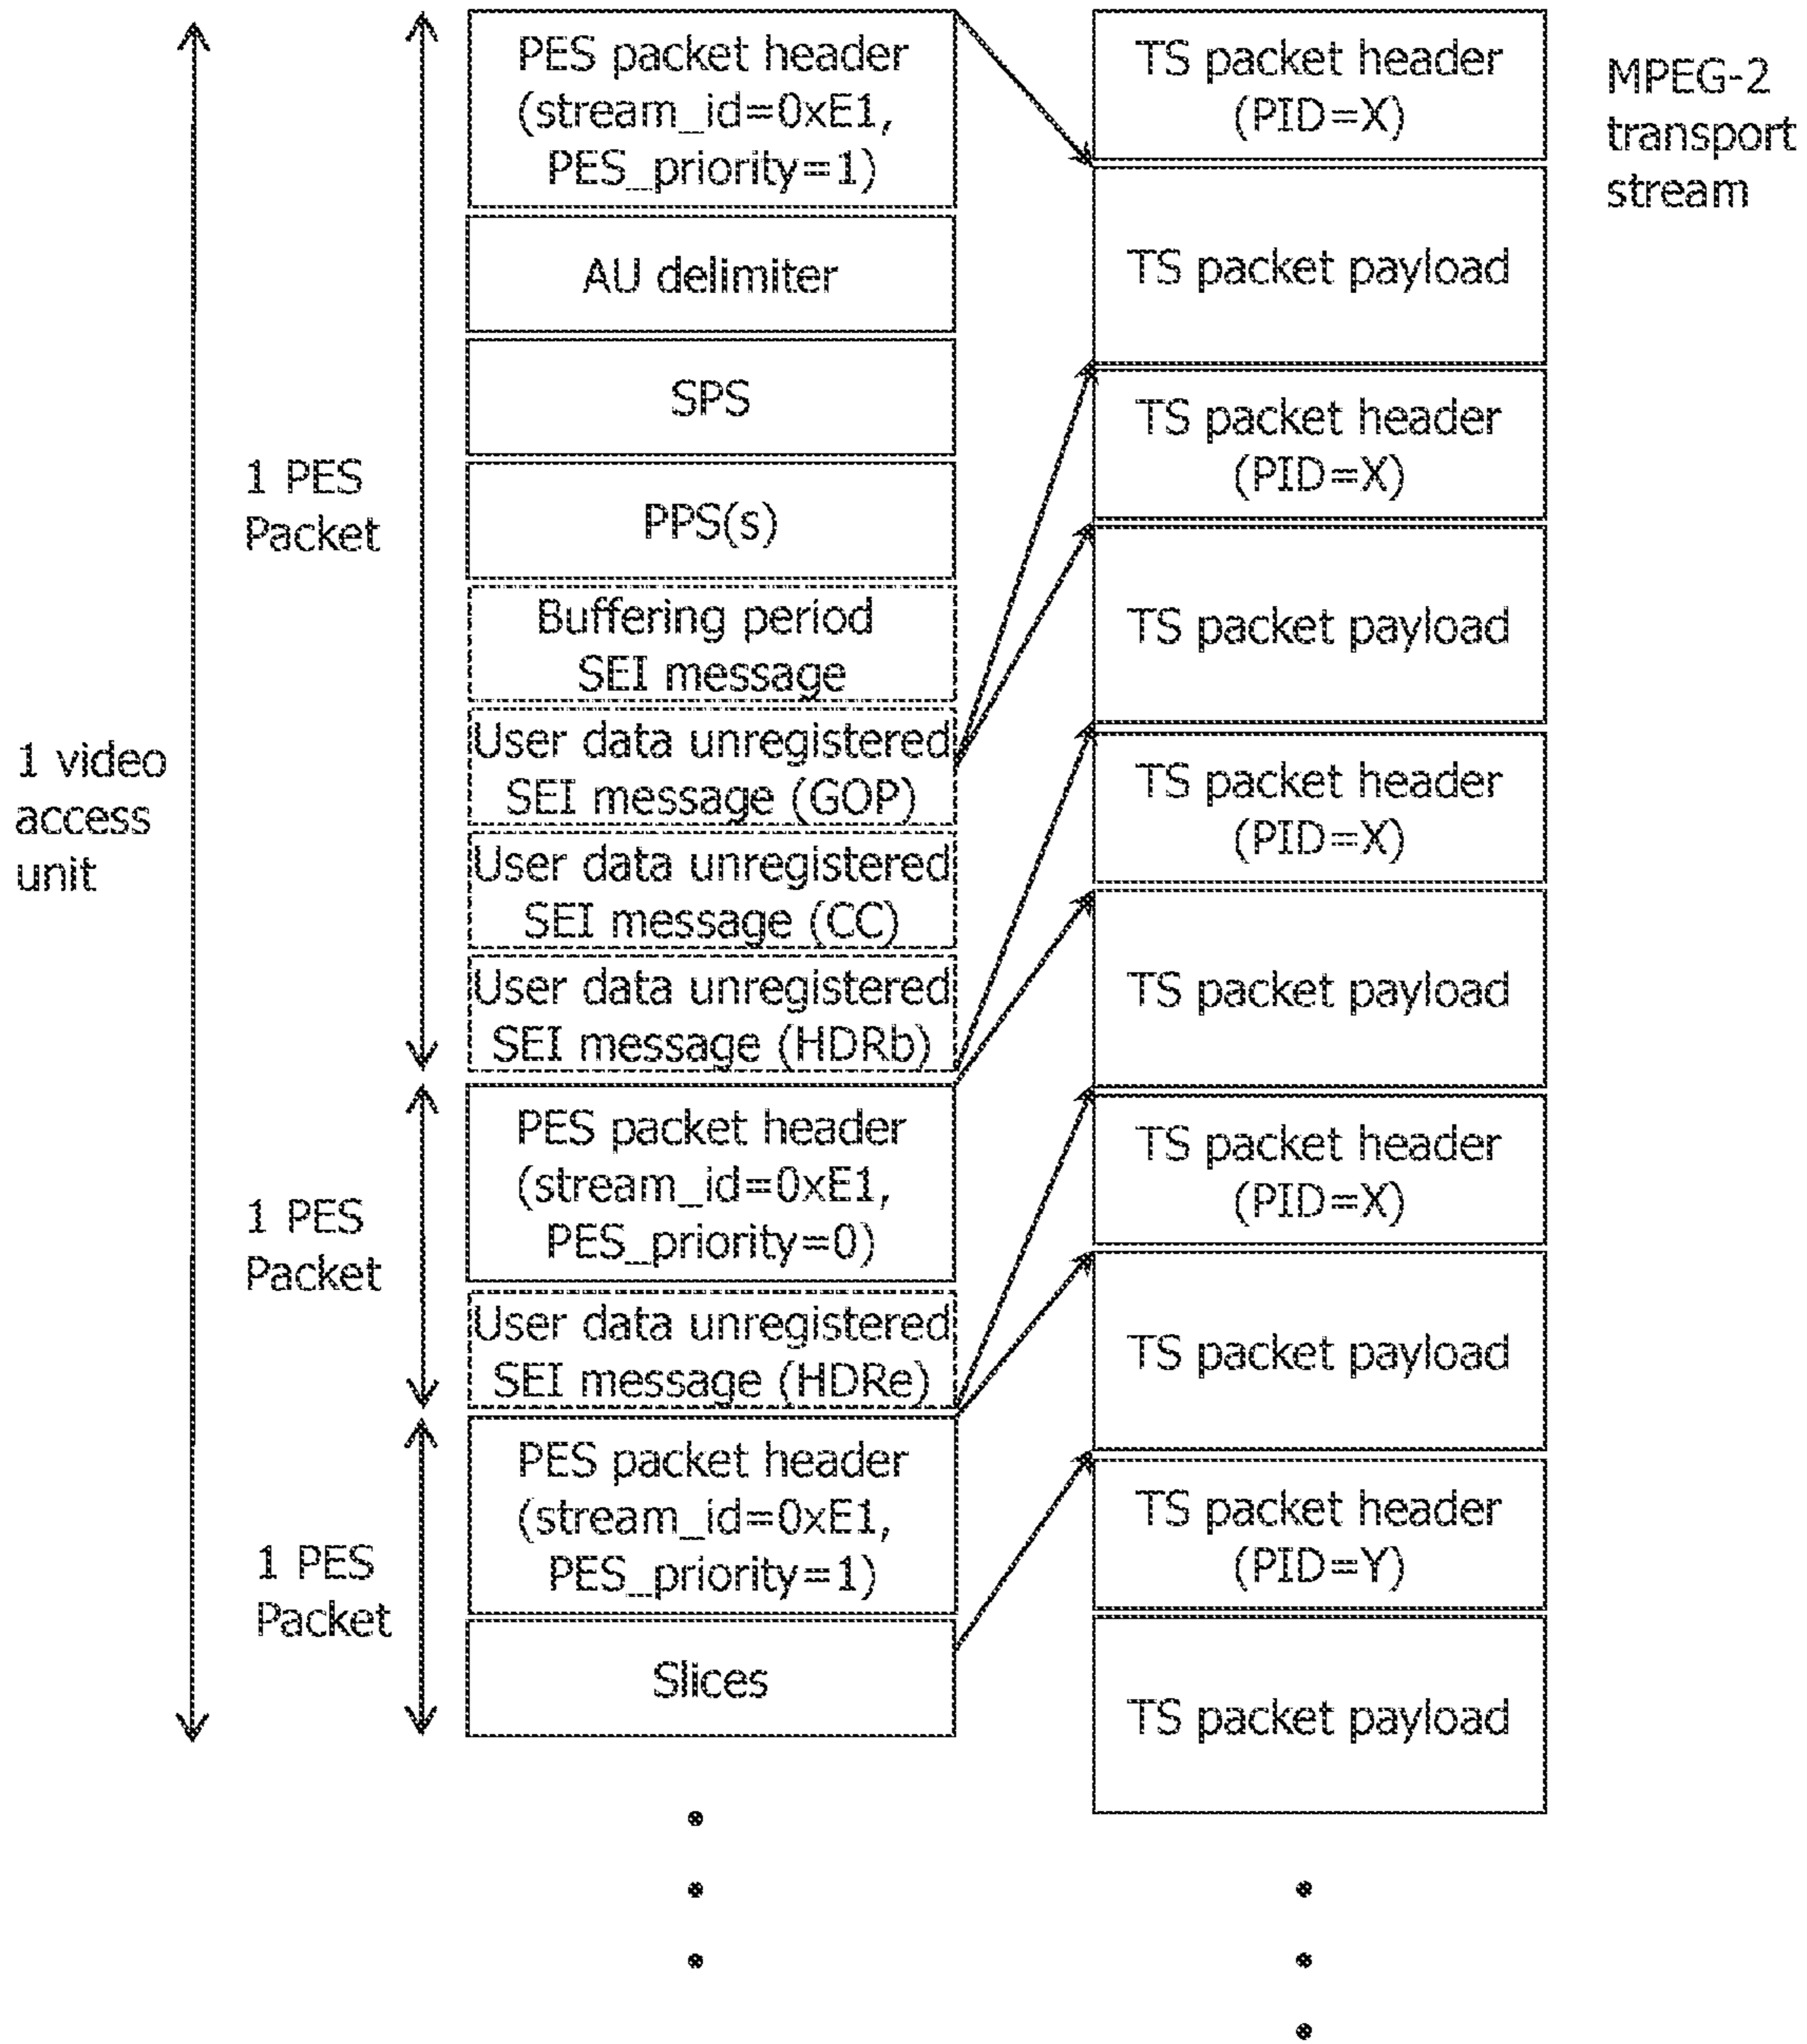 1 video
access
unit
1 PES
Packet
1 PES
Packet
1 PES
Packet
PES packet header
(stream_id=0xE1,
PES_priority=1)
AU delimiter
SPS
PPS(s)
Buffering period
SEI message
User data unregistered
SEI message (GOP)
User data unregistered
SEI message (CC)
User data unregistered
SEI message (HDRb)
PES packet header
(stream_id=0xE1,
PES_priority=0)
User data unregistered
SEI message (HDRe)
PES packet header
(stream_id=0xE1,
PES_priority=1)
Slices
TS packet header
(PID=X)
TS packet payload
TS packet header
(PID=X)
TS packet payload
TS packet header
(PID=X)
TS packet payload
TS packet header
(PID=X)
TS packet payload
TS packet header
(PID=Y)
TS packet payload
MPEG-2
transport
stream